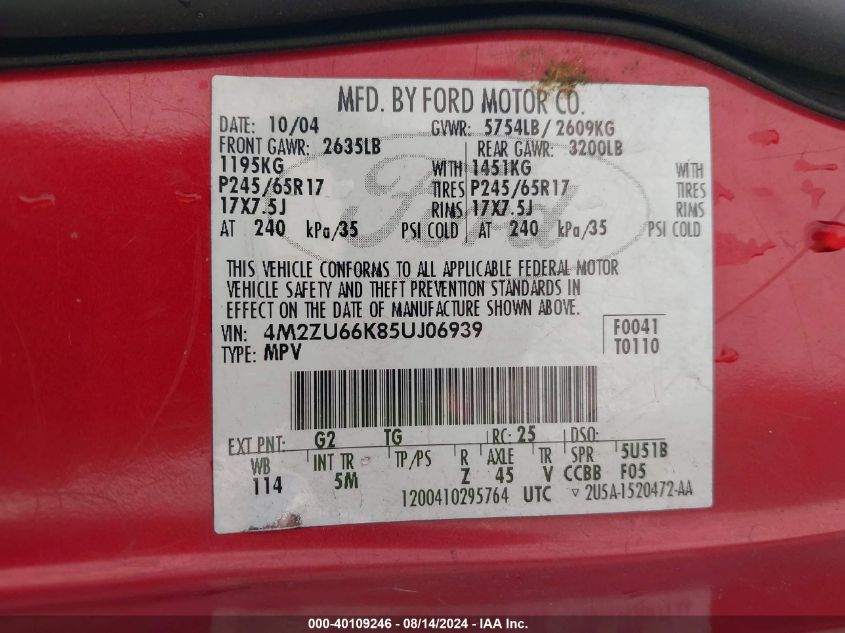 MFD. BY FORD MOTOR CO.
DATE: 10/04 GVWR: 5754LB/ 2609KG
FRONT GAWR: 2635LB REAR GAWR: 3200LB
1195KG WITH 1451KG WITH
P245/65R17 TIRES P245/65R17 TIRES
17X7.5J RIMS 17X7.5J RIMS
AT 240 kPa/35 PSI COLD AT 240 kPa/35 PSI COLD
Ford
THIS VEHICLE CONFORMS TO ALL APPLICABLE FEDERAL MOTOR
VEHICLE SAFETY AND THEFT PREVENTION STANDARDS IN
EFFECT ON THE DATE OF MANUFACTURE SHOWN ABOVE.
VIN: 4M2ZU66K85UJ06939 F0041
TYPE: MPV T0110
EXT PNT: G2 TG RC: 25 DSO:
WB INT TR TP/PS R AXLE TR SPR 5U51B
114 5M Z 45 V CCBB F05
1200410295764 UTC ▽ 2U5A-1520472-AA
000-40109246 - 08/14/2024 - IAA Inc.